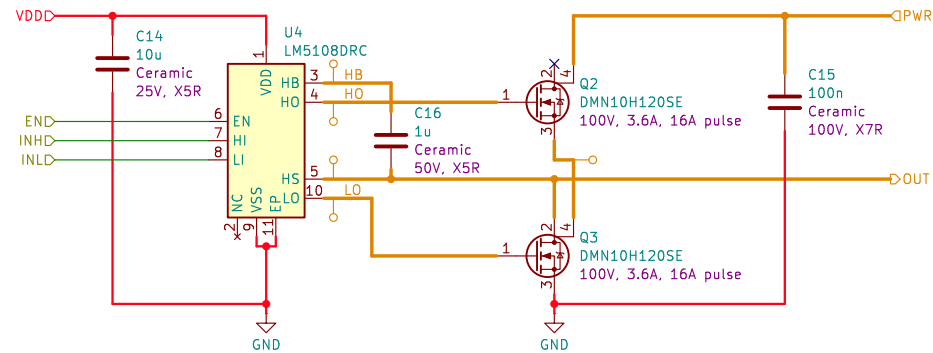 VDD
PWR
C14
10u
Ceramic
25V, X5R
U4
LM5108DRC
1
VDD
HB
3
HB
HO
4
HO
EN
6
EN
INH
7
HI
INL
8
LI
C16
1u
Ceramic
50V, X5R
HS
5
LO
10
LO
NC
VSS
EP
2
9
11
GND
2
4
1
3
Q2
DMN10H120SE
100V, 3.6A, 16A pulse
C15
100n
Ceramic
100V, X7R
OUT
2
4
1
3
Q3
DMN10H120SE
100V, 3.6A, 16A pulse
GND